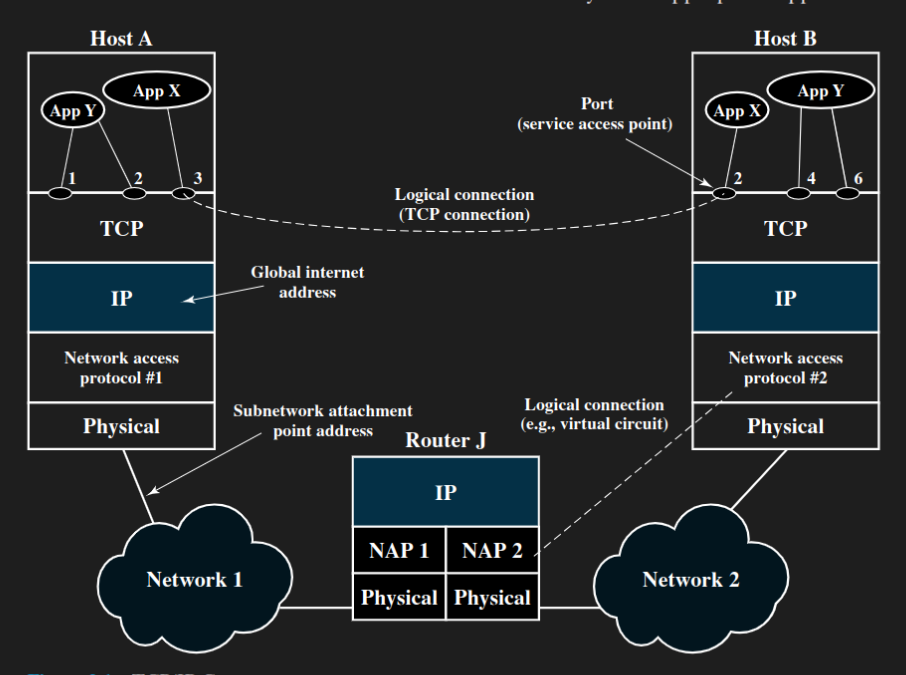 Host A
Host B
App Y
App X
1
2
3
Port
(service access point)
App X
App Y
2
4
6
Logical connection
(TCP connection)
TCP
TCP
Global internet
address
IP
IP
Network access
protocol #1
Network access
protocol #2
Physical
Physical
Subnetwork attachment
point address
Logical connection
(e.g., virtual circuit)
Router J
IP
NAP 1
NAP 2
Physical
Physical
Network 1
Network 2